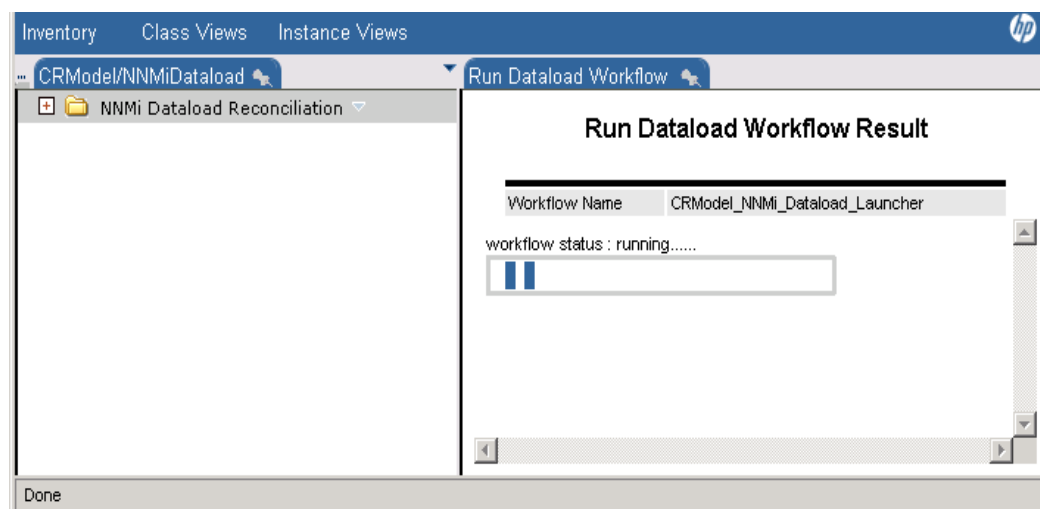 Inventory Class Views Instance Views hp
... CRModel/NNMiDataload Run Dataload Workflow
NNMi Dataload Reconciliation
Run Dataload Workflow Result
Workflow Name CRModel_NNMi_Dataload_Launcher
workflow status : running......
Done